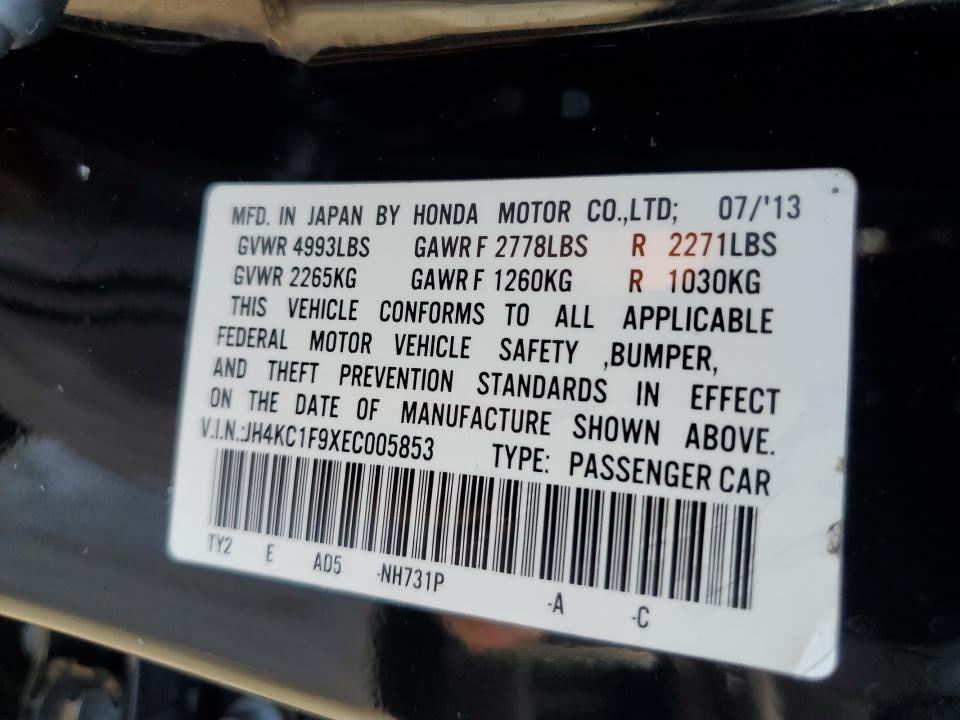 MFD. IN JAPAN BY HONDA MOTOR CO.,LTD; 07/'13
GVWR 4993LBS GAWR F 2778LBS R 2271LBS
GVWR 2265KG GAWR F 1260KG R 1030KG
THIS VEHICLE CONFORMS TO ALL APPLICABLE
FEDERAL MOTOR VEHICLE SAFETY ,BUMPER,
AND THEFT PREVENTION STANDARDS IN EFFECT
ON THE DATE OF MANUFACTURE SHOWN ABOVE.
V.I.N.:JH4KC1F9XEC005853 TYPE: PASSENGER CAR
TY2 E AD5 -NH731P -A -C